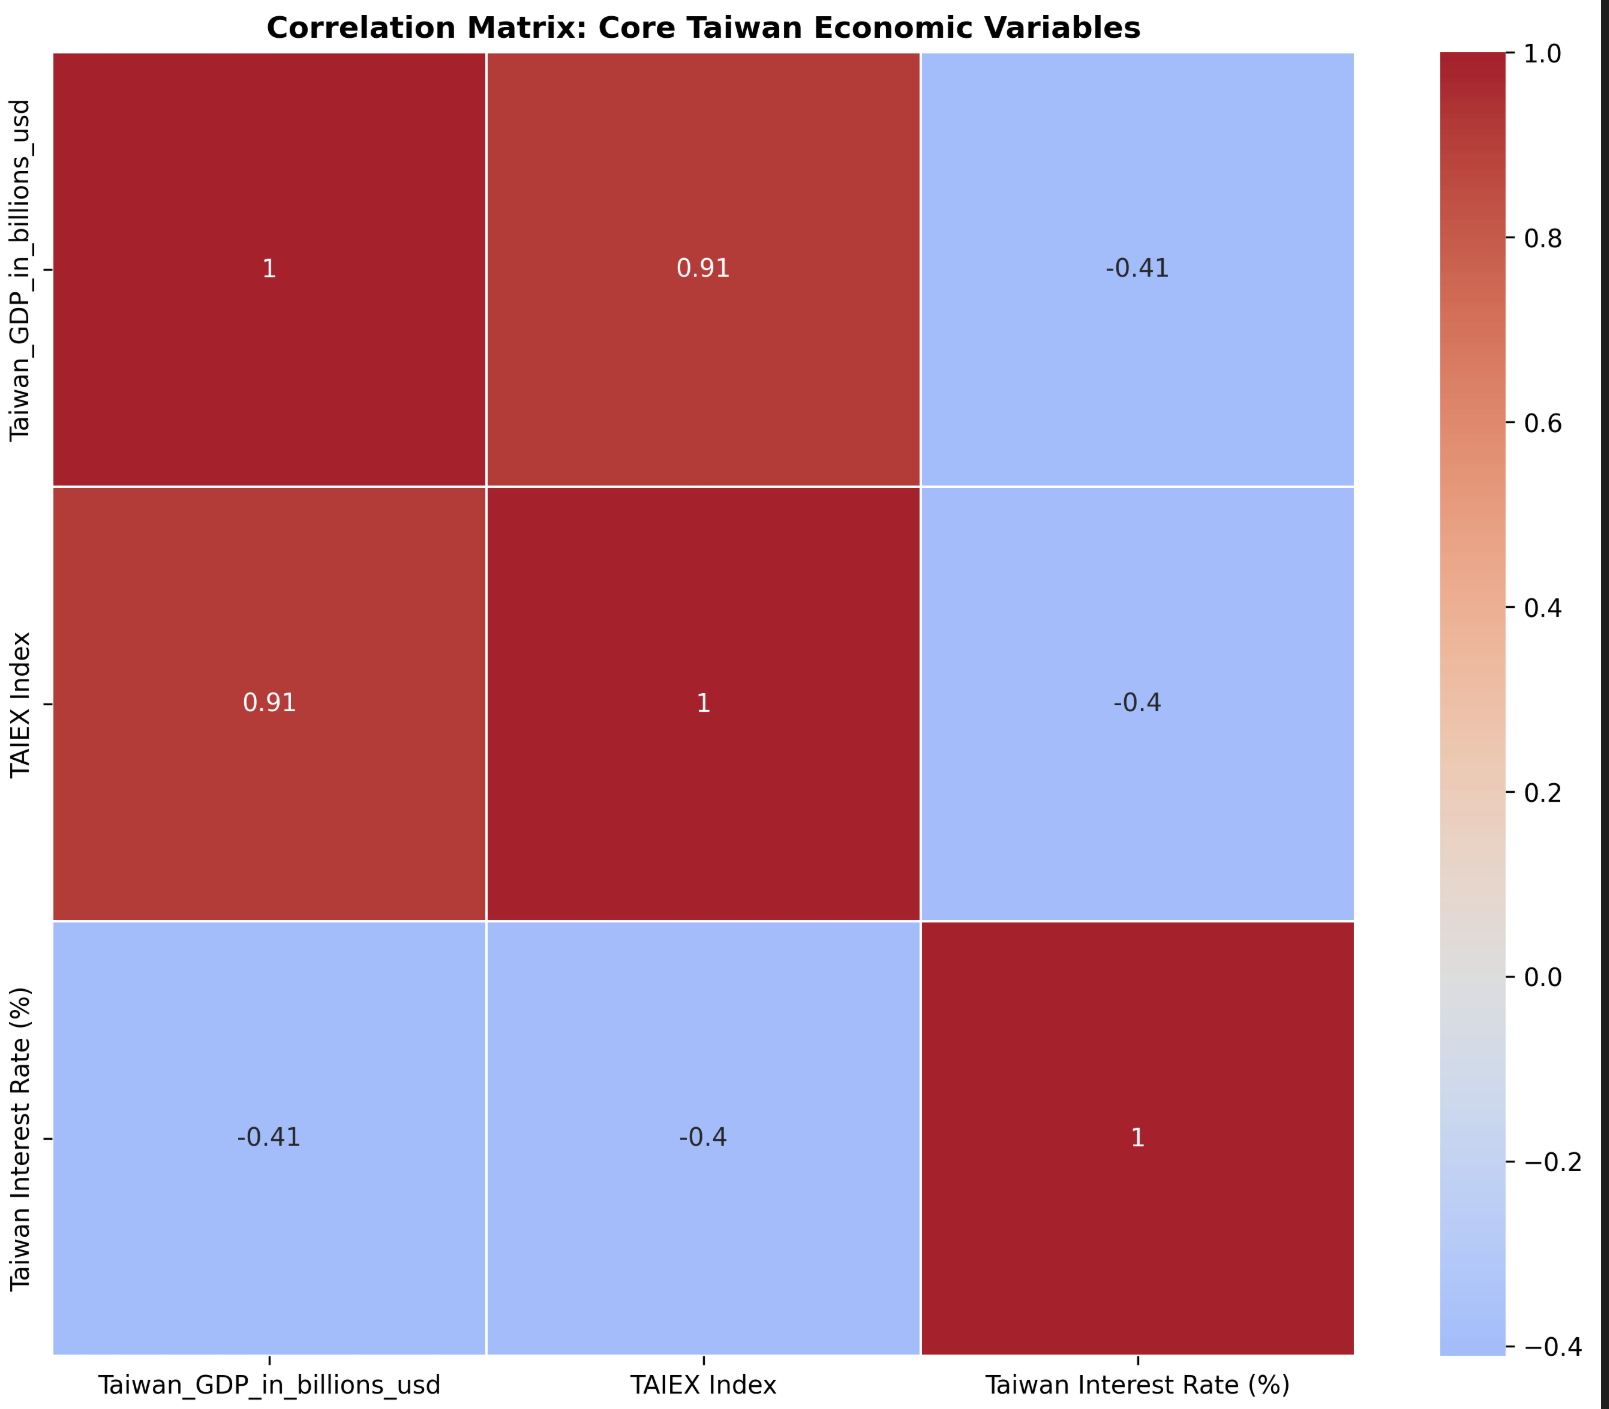 Correlation Matrix: Core Taiwan Economic Variables
Taiwan_GDP_in_billions_usd
1
0.91
-0.41
TAIEX Index
0.91
1
-0.4
Taiwan Interest Rate (%)
-0.41
-0.4
1
Taiwan_GDP_in_billions_usd
TAIEX Index
Taiwan Interest Rate (%)
1.0
0.8
0.6
0.4
0.2
0.0
−0.2
−0.4